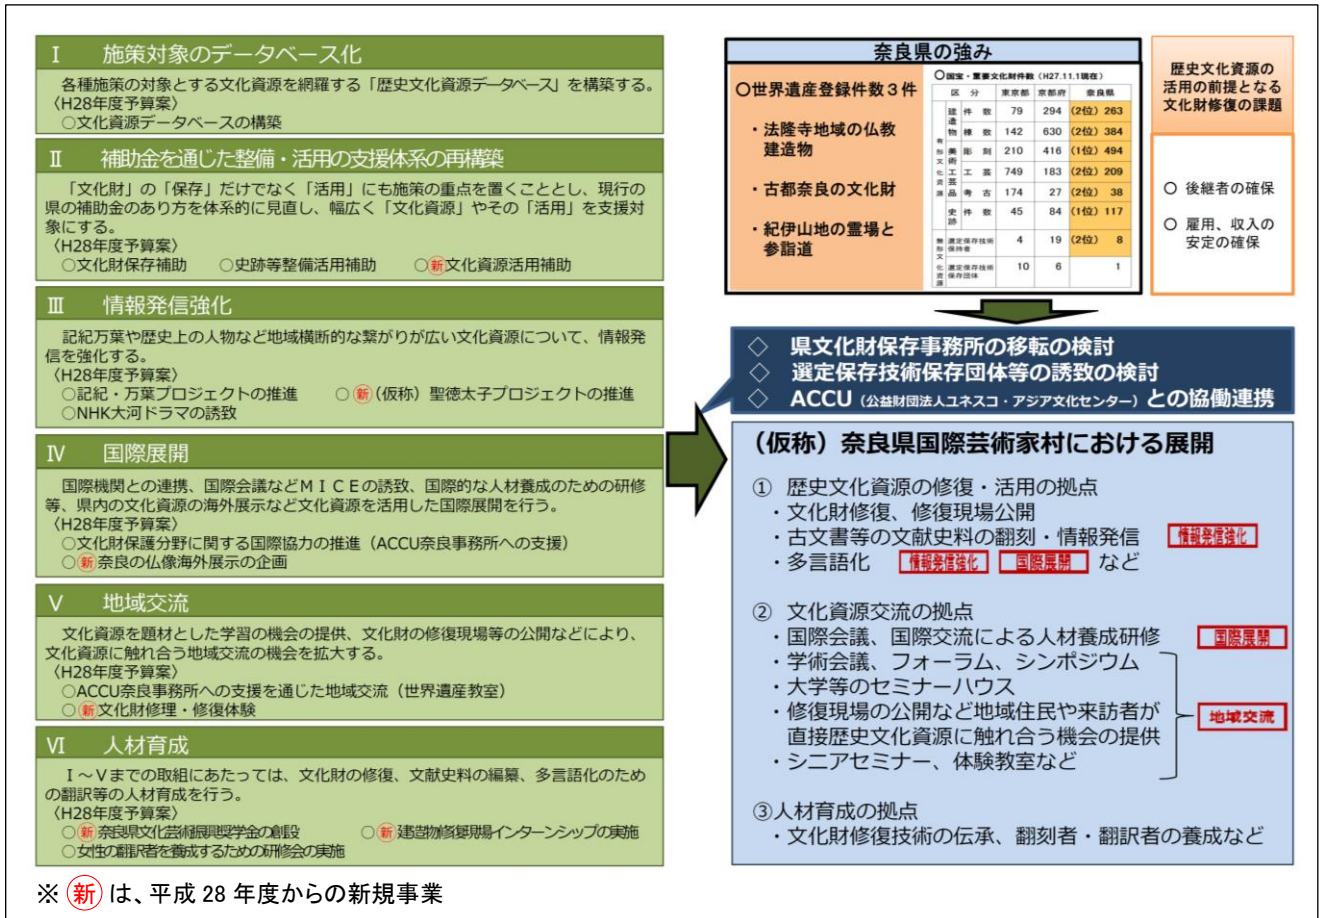 Ⅰ 施策対象のデータベース化
各種施策の対象とする文化資源を網羅する「歴史文化資源データベース」を構築する。
〈H28年度予算案〉
○文化資源データベースの構築
Ⅱ 補助金を通じた整備・活用の支援体系の再構築
「文化財」の「保存」だけでなく「活用」にも施策の重点を置くこととし、現行の
県の補助金のあり方を体系的に見直し、幅広く「文化資源」やその「活用」を支援対
象にする。
〈H28年度予算案〉
○文化財保存補助 ○史跡等整備活用補助 ○新文化資源活用補助
Ⅲ 情報発信強化
記紀万葉や歴史上の人物など地域横断的な繋がりが広い文化資源について、情報発
信を強化する。
〈H28年度予算案〉
○記紀・万葉プロジェクトの推進 ○新(仮称) 聖徳太子プロジェクトの推進
○NHK大河ドラマの誘致
Ⅳ 国際展開
国際機関との連携、国際会議などＭＩＣＥの誘致、国際的な人材養成のための研修
等、県内の文化資源の海外展示など文化資源を活用した国際展開を行う。
〈H28年度予算案〉
○文化財保護分野に関する国際協力の推進（ACCU奈良事務所への支援）
○新奈良の仏像海外展示の企画
Ⅴ 地域交流
文化資源を題材とした学習の機会の提供、文化財の修復現場等の公開などにより、
文化資源に触れ合う地域交流の機会を拡大する。
〈H28年度予算案〉
○ACCU奈良事務所への支援を通じた地域交流（世界遺産教室）
○新文化財修理・修復体験
Ⅵ 人材育成
Ⅰ～Ⅴまでの取組にあたっては、文化財の修復、文献史料の編纂、多言語化のため
の翻訳等の人材育成を行う。
〈H28年度予算案〉
○新奈良県文化芸術振興奨学金の創設 ○新建造物修復現場インターンシップの実施
○女性の翻訳者を養成するための研修会の実施
※新は、平成 28 年度からの新規事業
奈良県の強み
○世界遺産登録件数３件
・法隆寺地域の仏教
建造物
・古都奈良の文化財
・紀伊山地の霊場と
参詣道
○国宝・重要文化財件数（H27.11.1現在）
区 分 東京都 京都府 奈良県
有形文化資源
建造物 件数 79 294 (2位) 263
棟数 142 630 (2位) 384
美術工芸品 彫刻 210 416 (1位) 494
工芸 749 183 (2位) 209
考古 174 27 (2位) 38
史跡 件数 45 84 (1位) 117
無形文化資源
選定保存技術保持者 4 19 (2位) 8
選定保存技術保存団体 10 6 1
歴史文化資源の
活用の前提となる
文化財修復の課題
○ 後継者の確保
○ 雇用、収入の
安定の確保
◇ 県文化財保存事務所の移転の検討
◇ 選定保存技術保存団体等の誘致の検討
◇ ACCU（公益財団法人ユネスコ・アジア文化センター）との協働連携
（仮称）奈良県国際芸術家村における展開
① 歴史文化資源の修復・活用の拠点
・文化財修復、修復現場公開
・古文書等の文献史料の翻刻・情報発信 情報発信強化
・多言語化 情報発信強化 国際展開 など
② 文化資源交流の拠点
・国際会議、国際交流による人材養成研修 国際展開
・学術会議、フォーラム、シンポジウム
・大学等のセミナーハウス
・修復現場の公開など地域住民や来訪者が
直接歴史文化資源に触れ合う機会の提供
・シニアセミナー、体験教室など
地域交流
③人材育成の拠点
・文化財修復技術の伝承、翻刻者・翻訳者の養成など